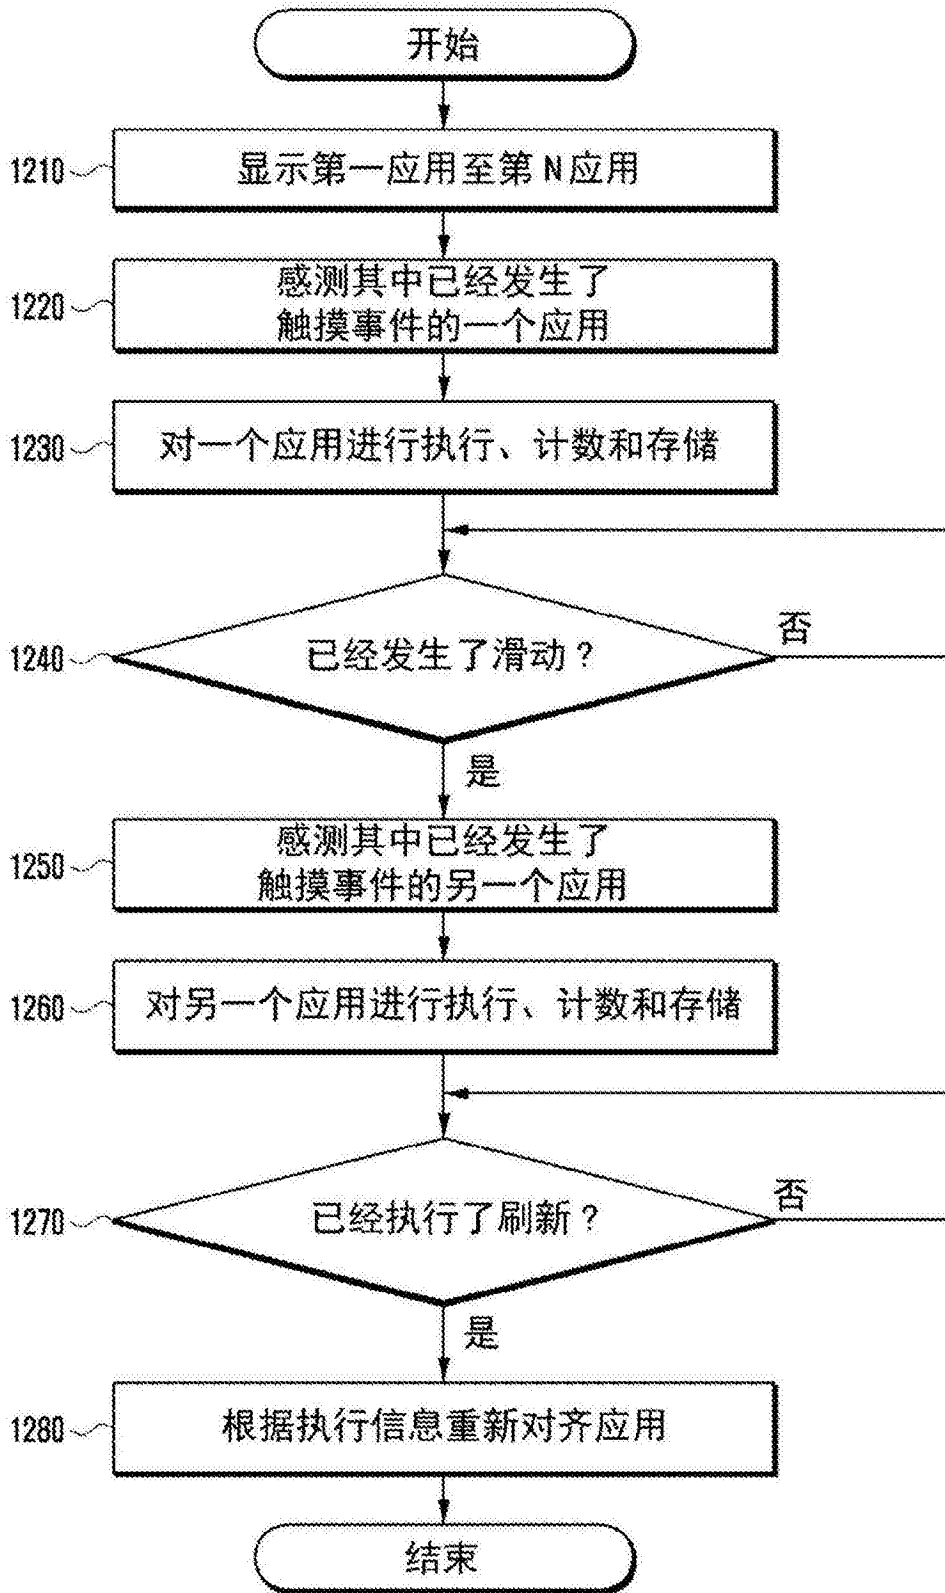 开始
1210
显示第一应用至第N应用
1220
感测其中已经发生了
触摸事件的一个应用
1230
对一个应用进行执行、计数和存储
1240
已经发生了滑动?
否
是
1250
感测其中已经发生了
触摸事件的另一个应用
1260
对另一个应用进行执行、计数和存储
1270
已经执行了刷新?
否
是
1280
根据执行信息重新对齐应用
结束